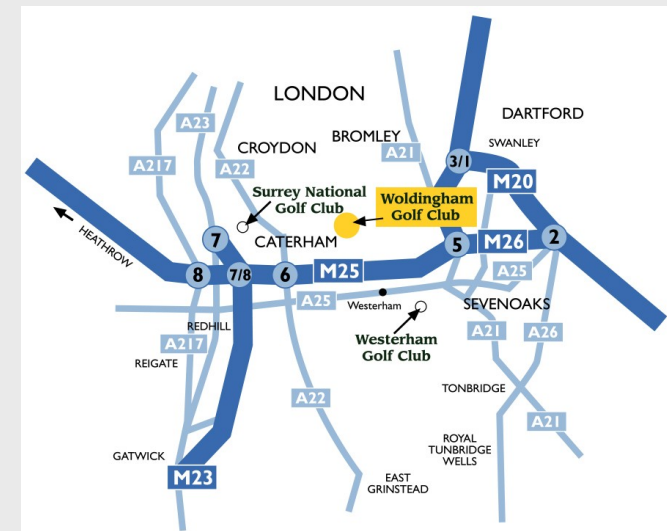 LONDON
DARTFORD
A23
BROMLEY
SWANLEY
CROYDON
A21
3/1
A217
A22
M20
Surrey National
Golf Club
Woldingham
Golf Club
7
CATERHAM
5
M26
2
HEATHROW
8
7/8
6
M25
A25
A25
Westerham
SEVENOAKS
REDHILL
A21
A26
A217
Westerham
Golf Club
REIGATE
TONBRIDGE
A22
A21
GATWICK
ROYAL
TUNBRIDGE
WELLS
M23
EAST
GRINSTEAD